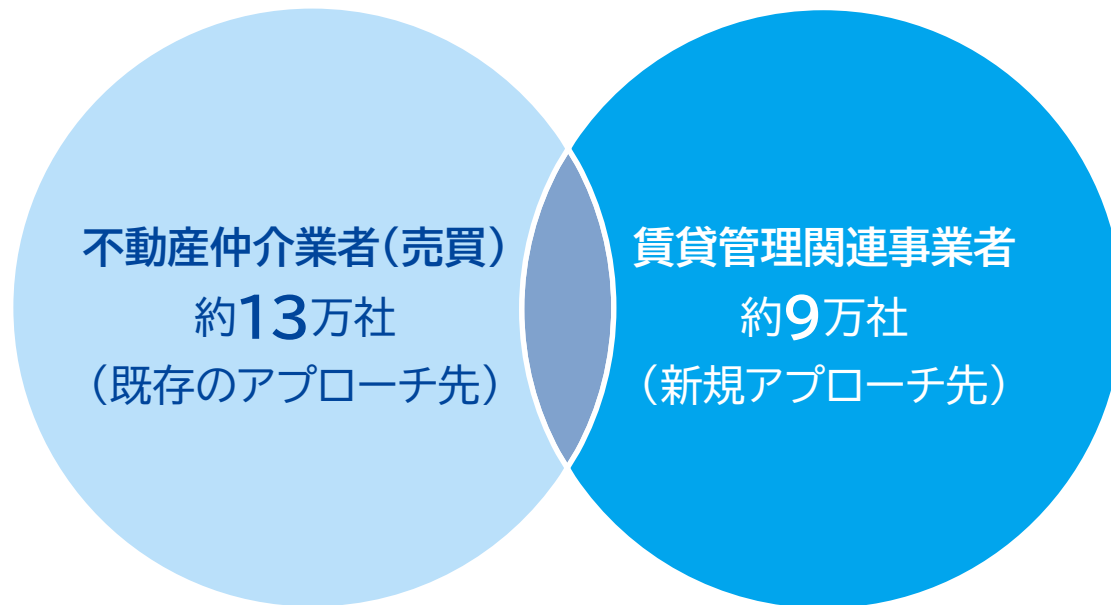 不動産仲介業者(売買)
約13万社
(既存のアプローチ先)
賃貸管理関連事業者
約9万社
(新規アプローチ先)